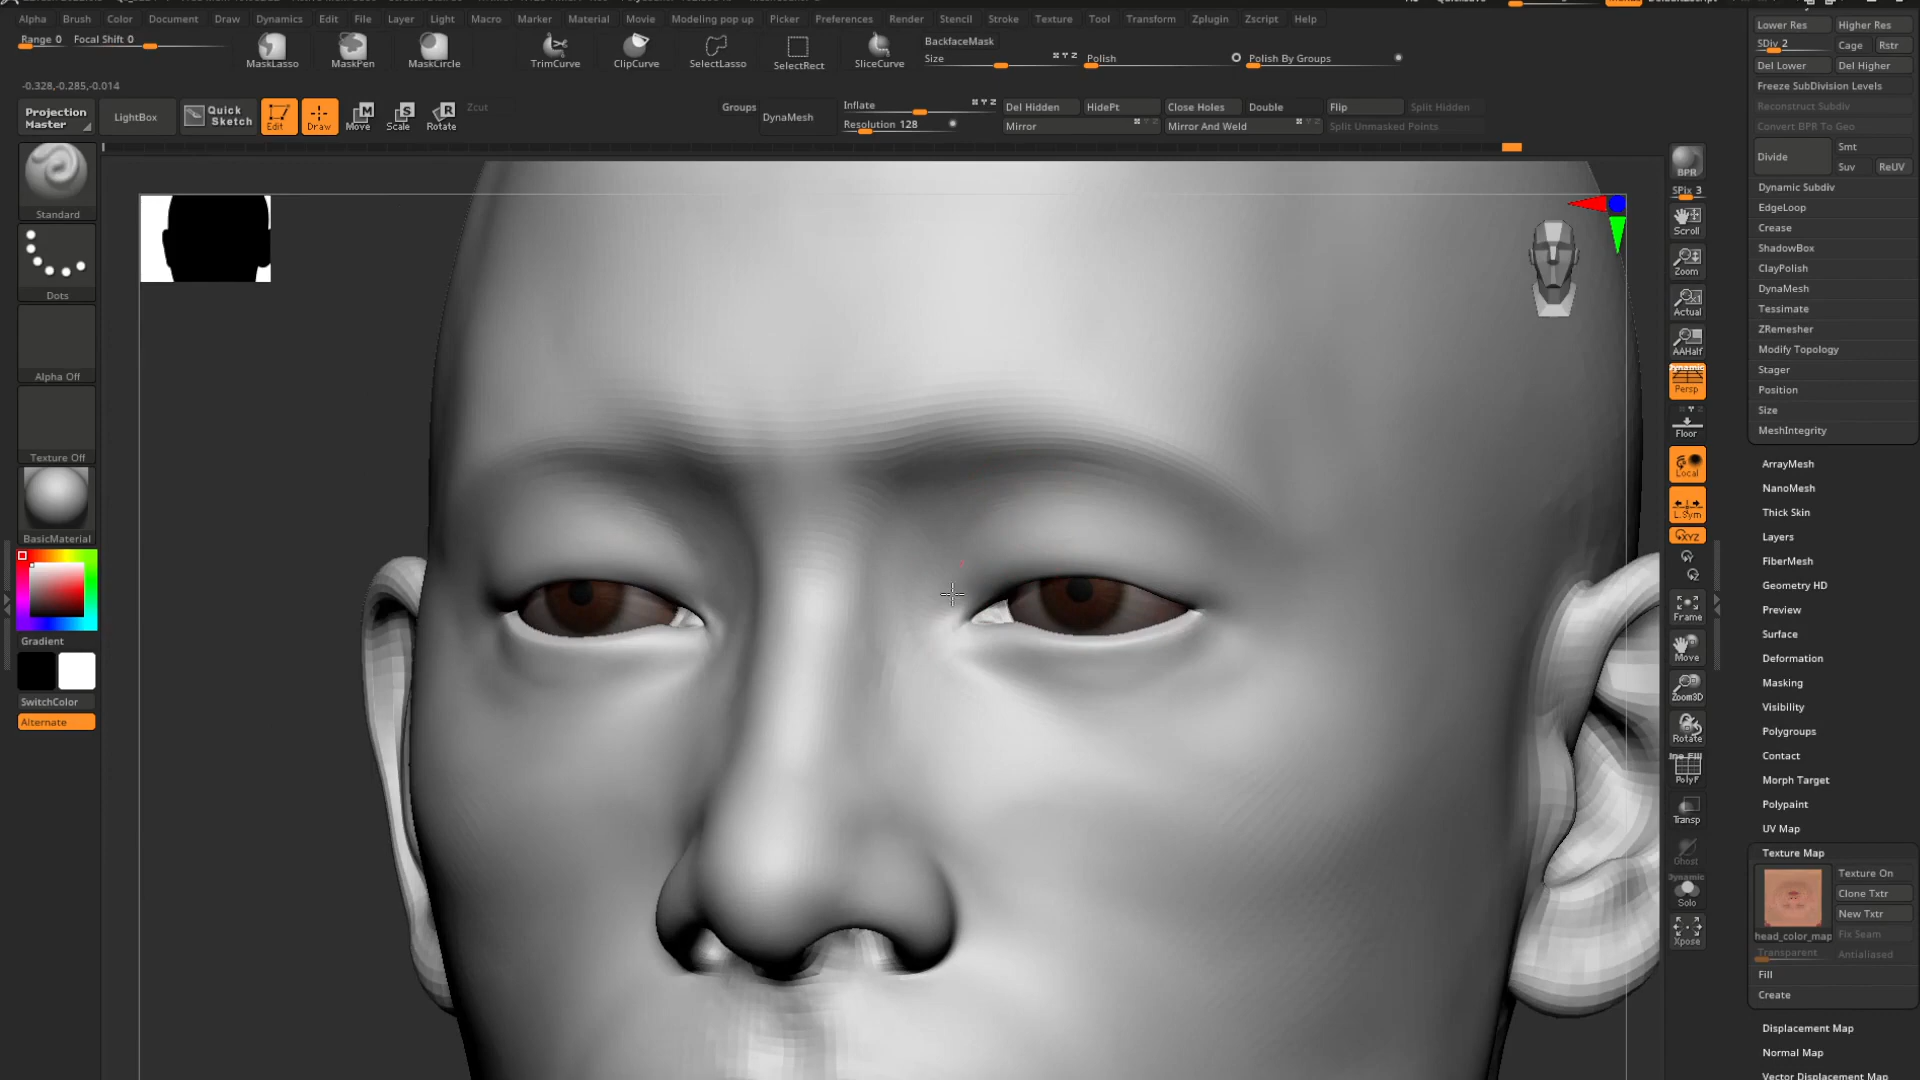 Alpha Brush Color Document Draw Dynamics Edit File Layer Light Macro Marker Material Movie Modeling pop up Picker Preferences Render Stencil Stroke Texture Tool Transform Zplugin Zscript Help
Range 0 Focal Shift 0
MaskLasso MaskPen MaskCircle TrimCurve ClipCurve SelectLasso SelectRect SliceCurve
BackfaceMask
Size X Y Z Polish Polish By Groups
-0.328,-0.285,-0.014
Projection Master
LightBox
Quick Sketch
Edit Draw Move Scale Rotate
Zcut
Groups DynaMesh
Inflate
Resolution 128
Del Hidden HidePt Close Holes Double Flip Split Hidden
Mirror Mirror And Weld Split Unmasked Points
Standard
Dots
Alpha Off
Texture Off
BasicMaterial
Gradient
SwitchColor
Alternate
BPR
SPix 3
Scroll
Zoom
Actual
AAHalf
Dynamic
Persp
Floor
Local
L.Sym
XYZ
Y
Z
Frame
Move
Zoom3D
Rotate
Line Fill
PolyF
Transp
Ghost
Dynamic
Solo
Xpose
Lower Res Higher Res
SDiv 2 Cage Rstr
Del Lower Del Higher
Freeze SubDivision Levels
Reconstruct Subdiv
Convert BPR To Geo
Divide Smt
Suv ReUV
Dynamic Subdiv
EdgeLoop
Crease
ShadowBox
ClayPolish
DynaMesh
Tessimate
ZRemesher
Modify Topology
Stager
Position
Size
MeshIntegrity
ArrayMesh
NanoMesh
Thick Skin
Layers
FiberMesh
Geometry HD
Preview
Surface
Deformation
Masking
Visibility
Polygroups
Contact
Morph Target
Polypaint
UV Map
Texture Map
Texture On
Clone Txtr
New Txtr
head_color_map Fix Seam
Transparent Antialiased
Fill
Create
Displacement Map
Normal Map
Vector Displacement Map